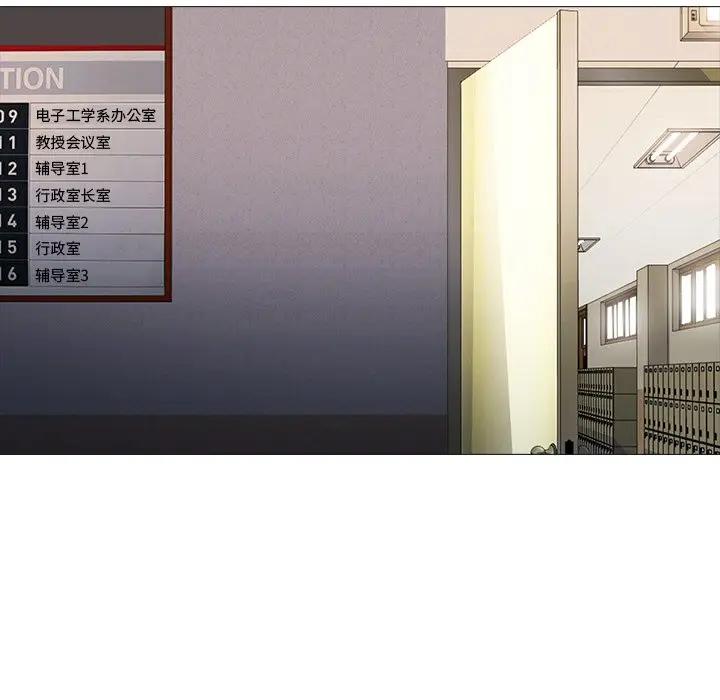 TION
09 电子工学系办公室
11 教授会议室
12 辅导室1
13 行政室长室
14 辅导室2
15 行政室
16 辅导室3